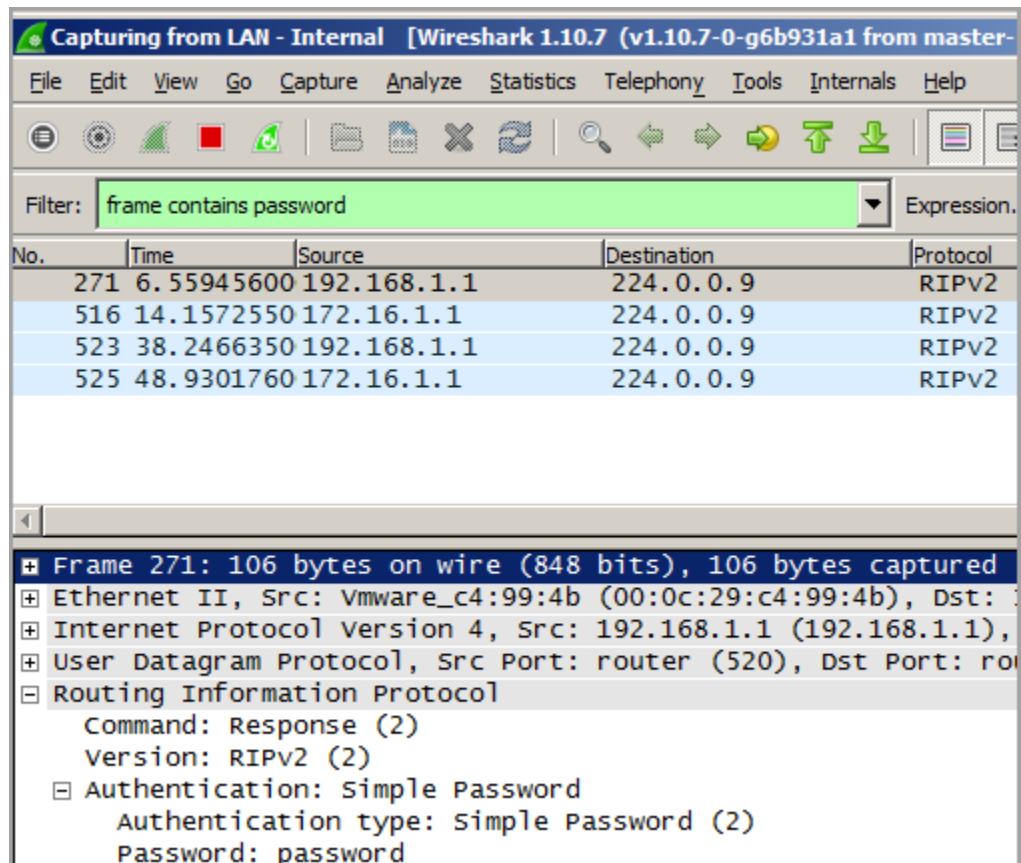 Capturing from LAN - Internal [Wireshark 1.10.7 (v1.10.7-0-g6b931a1 from master-
File Edit View Go Capture Analyze Statistics Telephony Tools Internals Help
Filter: frame contains password Expression.
No. Time Source Destination Protocol
271 6.55945600 192.168.1.1 224.0.0.9 RIPv2
516 14.1572550 172.16.1.1 224.0.0.9 RIPv2
523 38.2466350 192.168.1.1 224.0.0.9 RIPv2
525 48.9301760 172.16.1.1 224.0.0.9 RIPv2
Frame 271: 106 bytes on wire (848 bits), 106 bytes captured
Ethernet II, Src: Vmware_c4:99:4b (00:0c:29:c4:99:4b), Dst:
Internet Protocol Version 4, Src: 192.168.1.1 (192.168.1.1),
User Datagram Protocol, Src Port: router (520), Dst Port: rou
Routing Information Protocol
Command: Response (2)
Version: RIPv2 (2)
Authentication: Simple Password
Authentication type: Simple Password (2)
Password: password